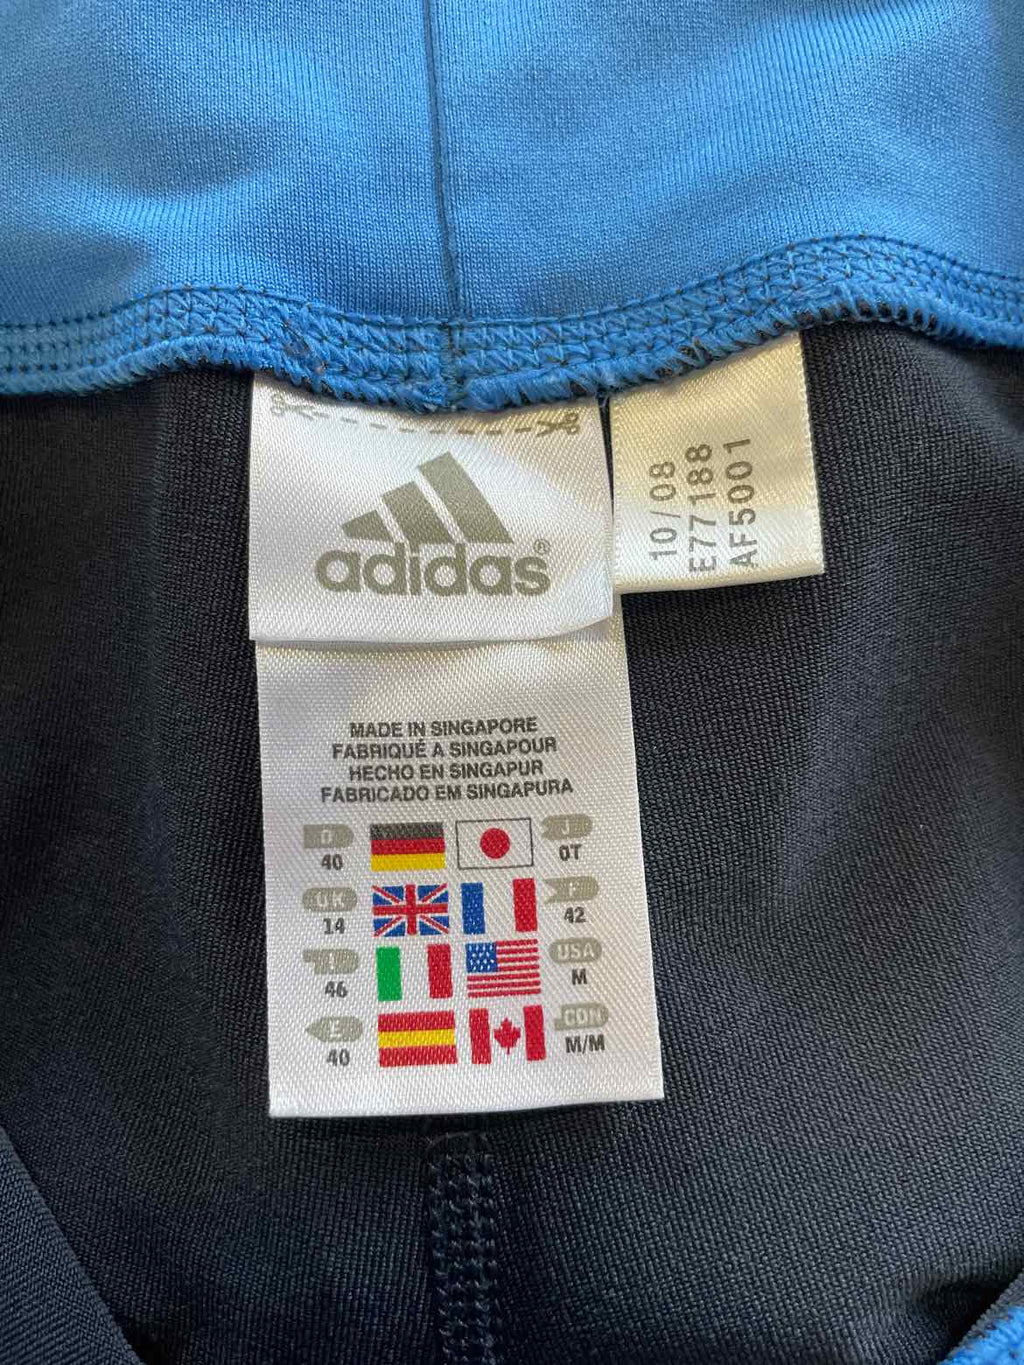 adidas®
10/08
E77188
AF5001
MADE IN SINGAPORE
FABRIQUÉ A SINGAPOUR
HECHO EN SINGAPUR
FABRICADO EM SINGAPURA
D J
40 OT
UK F
14 42
I USA
46 M
E CDN
40 M/M